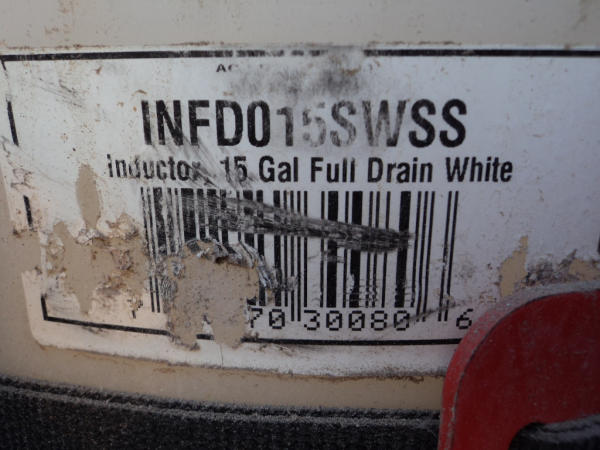 INFD015SWSS
Inductor, 15 Gal Full Drain White
70 30080 6